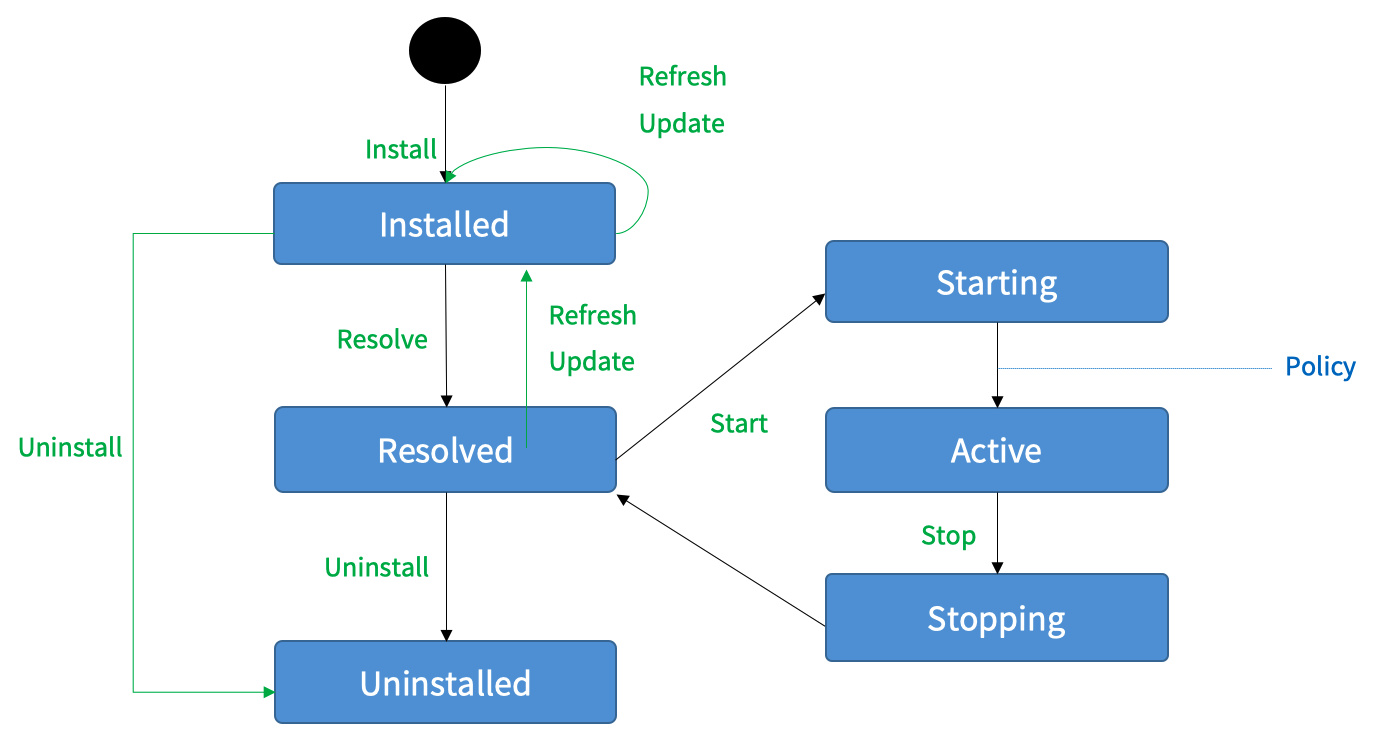 Refresh
Update
Install
Installed
Starting
Refresh
Resolve
Update
Policy
Start
Uninstall
Resolved
Active
Stop
Uninstall
Stopping
Uninstalled